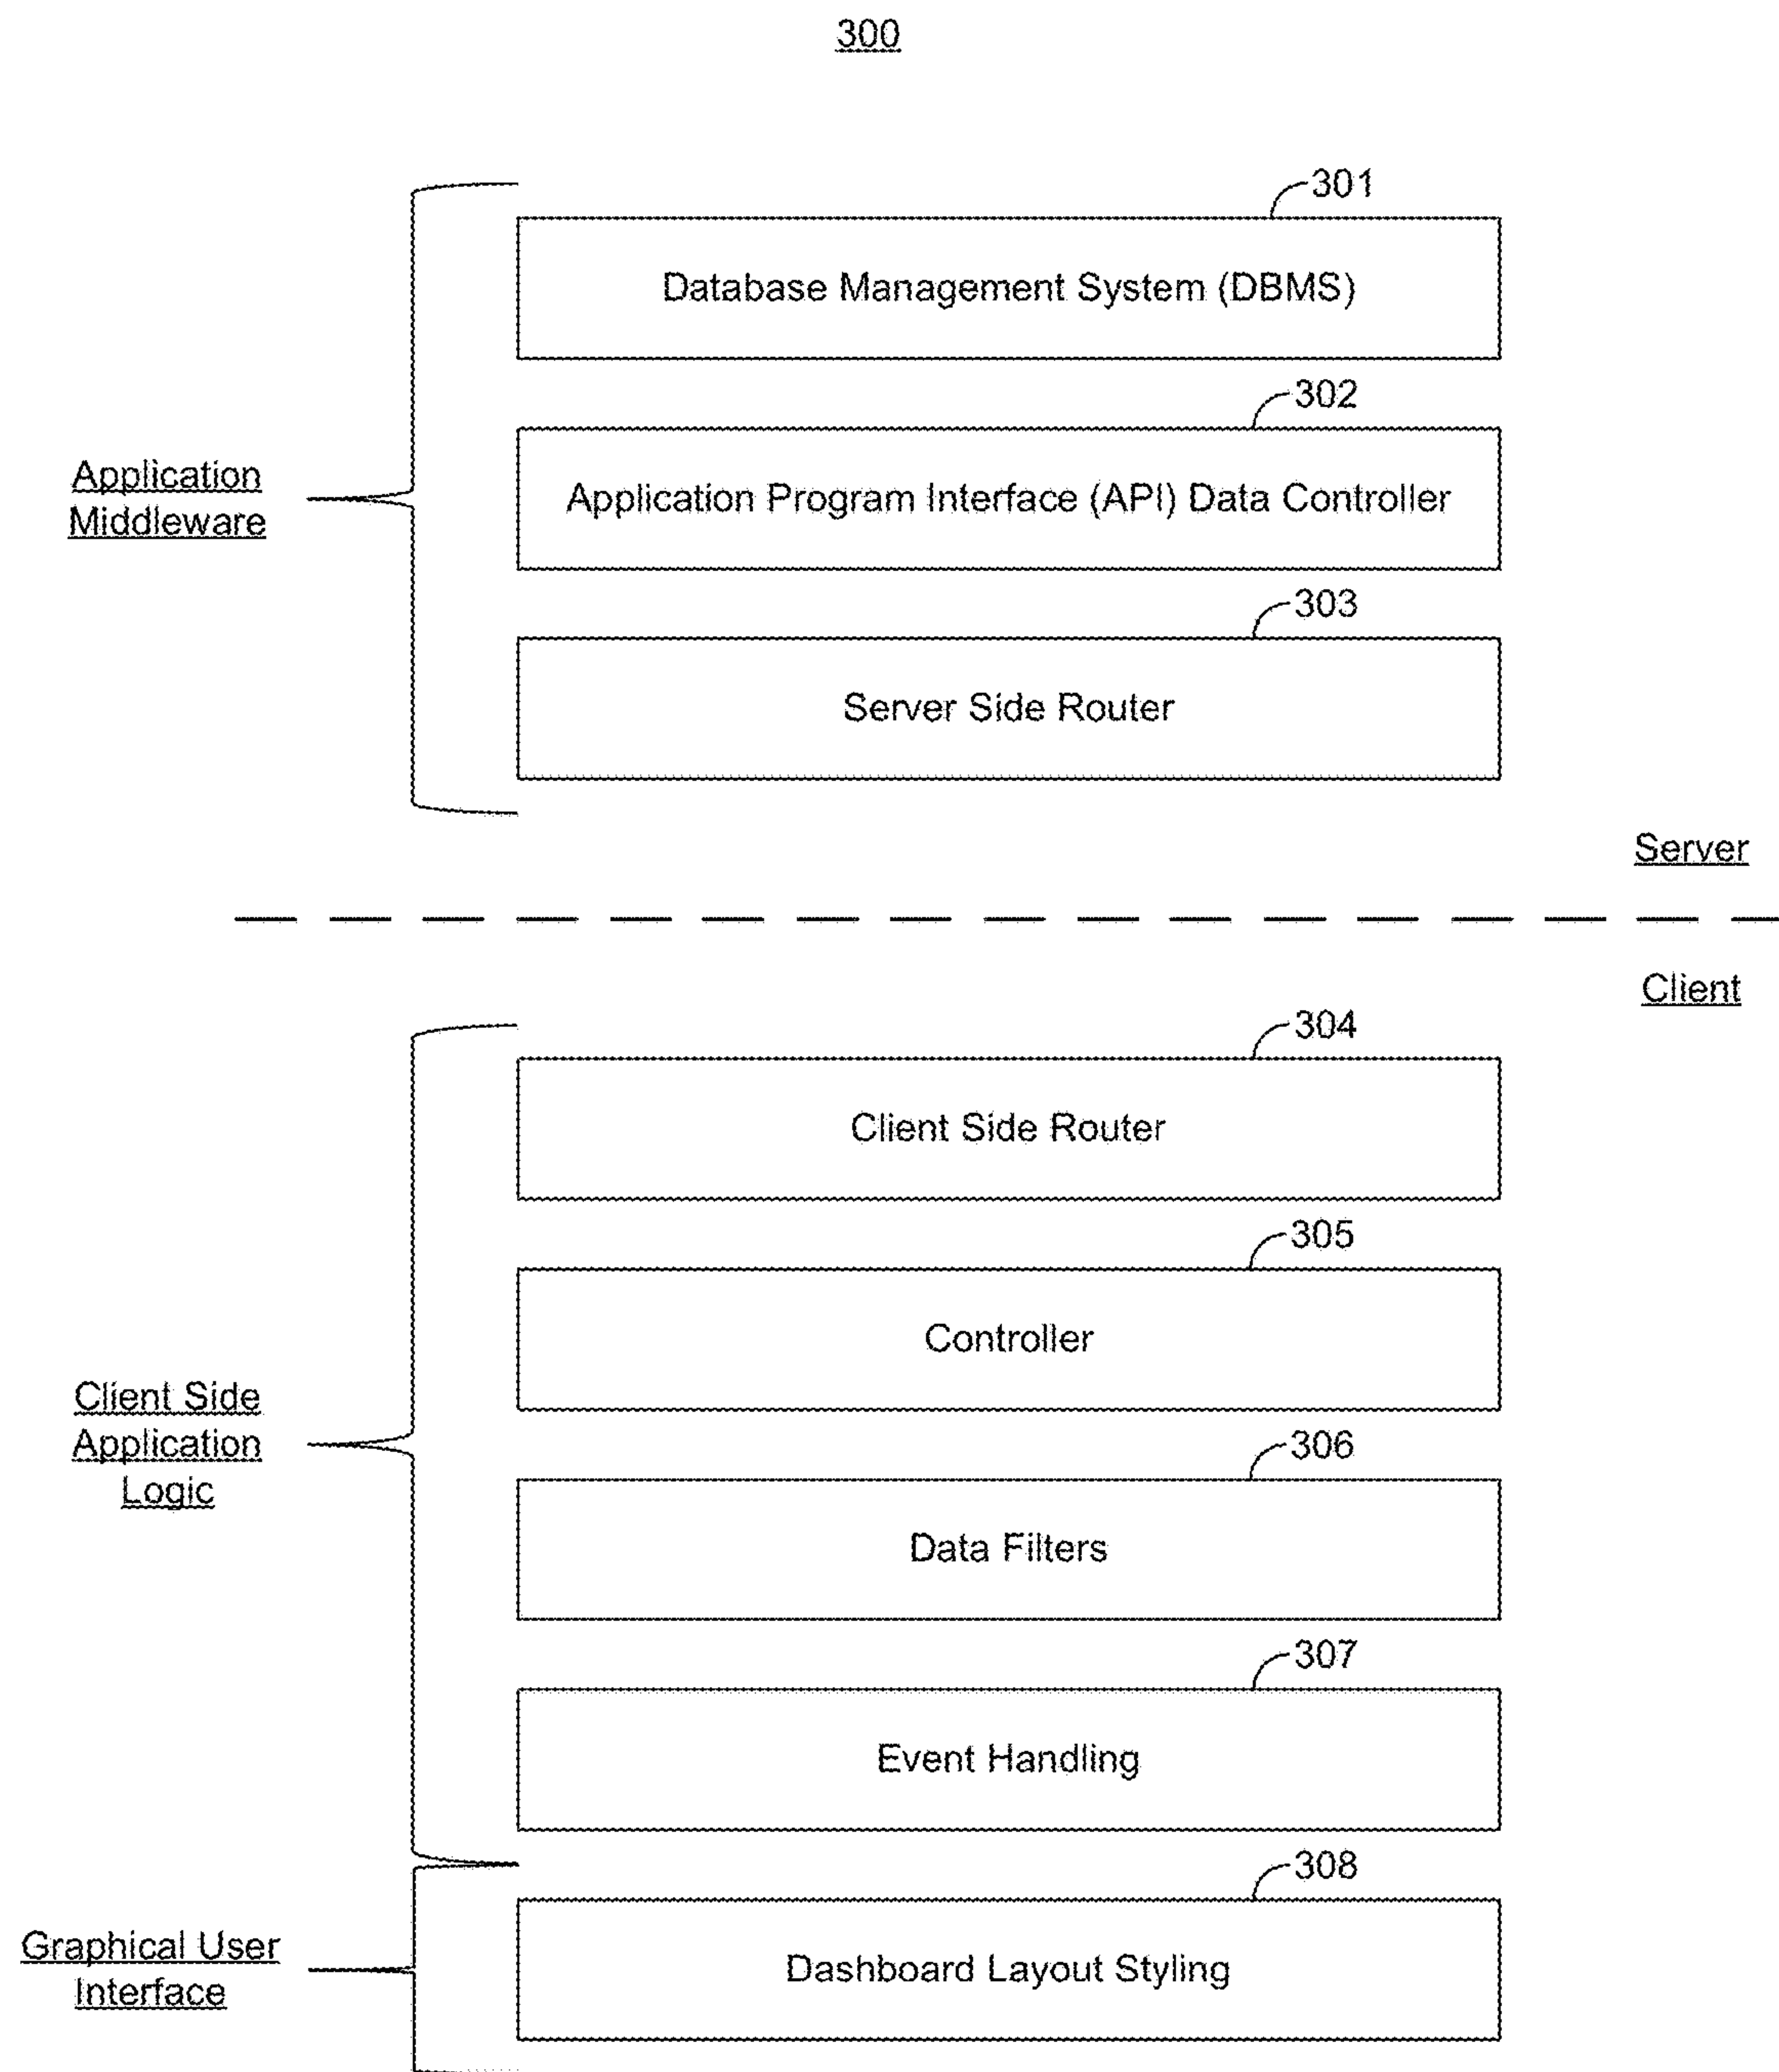 300
301
Database Management System (DBMS)
302
Application Program Interface (API) Data Controller
Application
Middleware
303
Server Side Router
Server
Client
304
Client Side Router
305
Controller
Client Side
Application
Logic
306
Data Filters
307
Event Handling
308
Graphical User
Interface
Dashboard Layout Styling